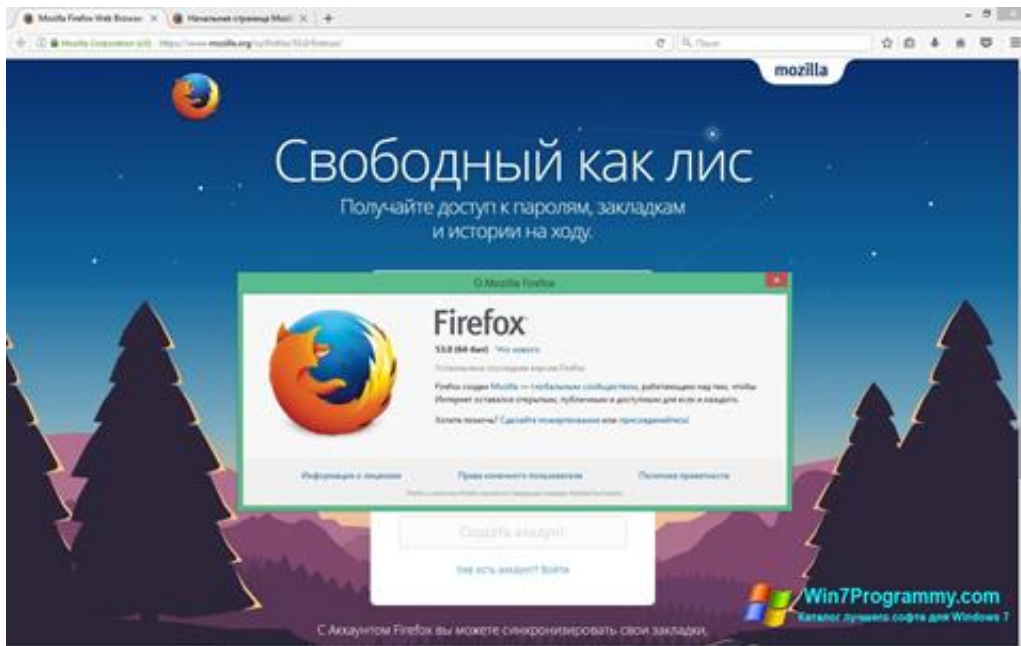 Mozilla Firefox Web Browser
Начальная страница Mozil
Mozilla Corporation (US)
https://www.mozilla.org/ru/firefox/53.0/firstrun/
Поиск
mozilla
Свободный как лис
Получайте доступ к паролям, закладкам
и истории на ходу.
О Mozilla Firefox
Firefox
53.0 (64-бит) Что нового
Установлена последняя версия Firefox
Firefox создан Mozilla — глобальным сообществом, работающим над тем, чтобы
Интернет оставался открытым, публичным и доступным для всех и каждого.
Хотите помочь? Сделайте пожертвование или присоединяйтесь!
Информация о лицензии
Права конечного пользователя
Политика приватности
Создать аккаунт
Уже есть аккаунт? Войти
С Аккаунтом Firefox вы можете синхронизировать свои закладки,
Win7Programmy.com
Каталог лучшего софта для Windows 7